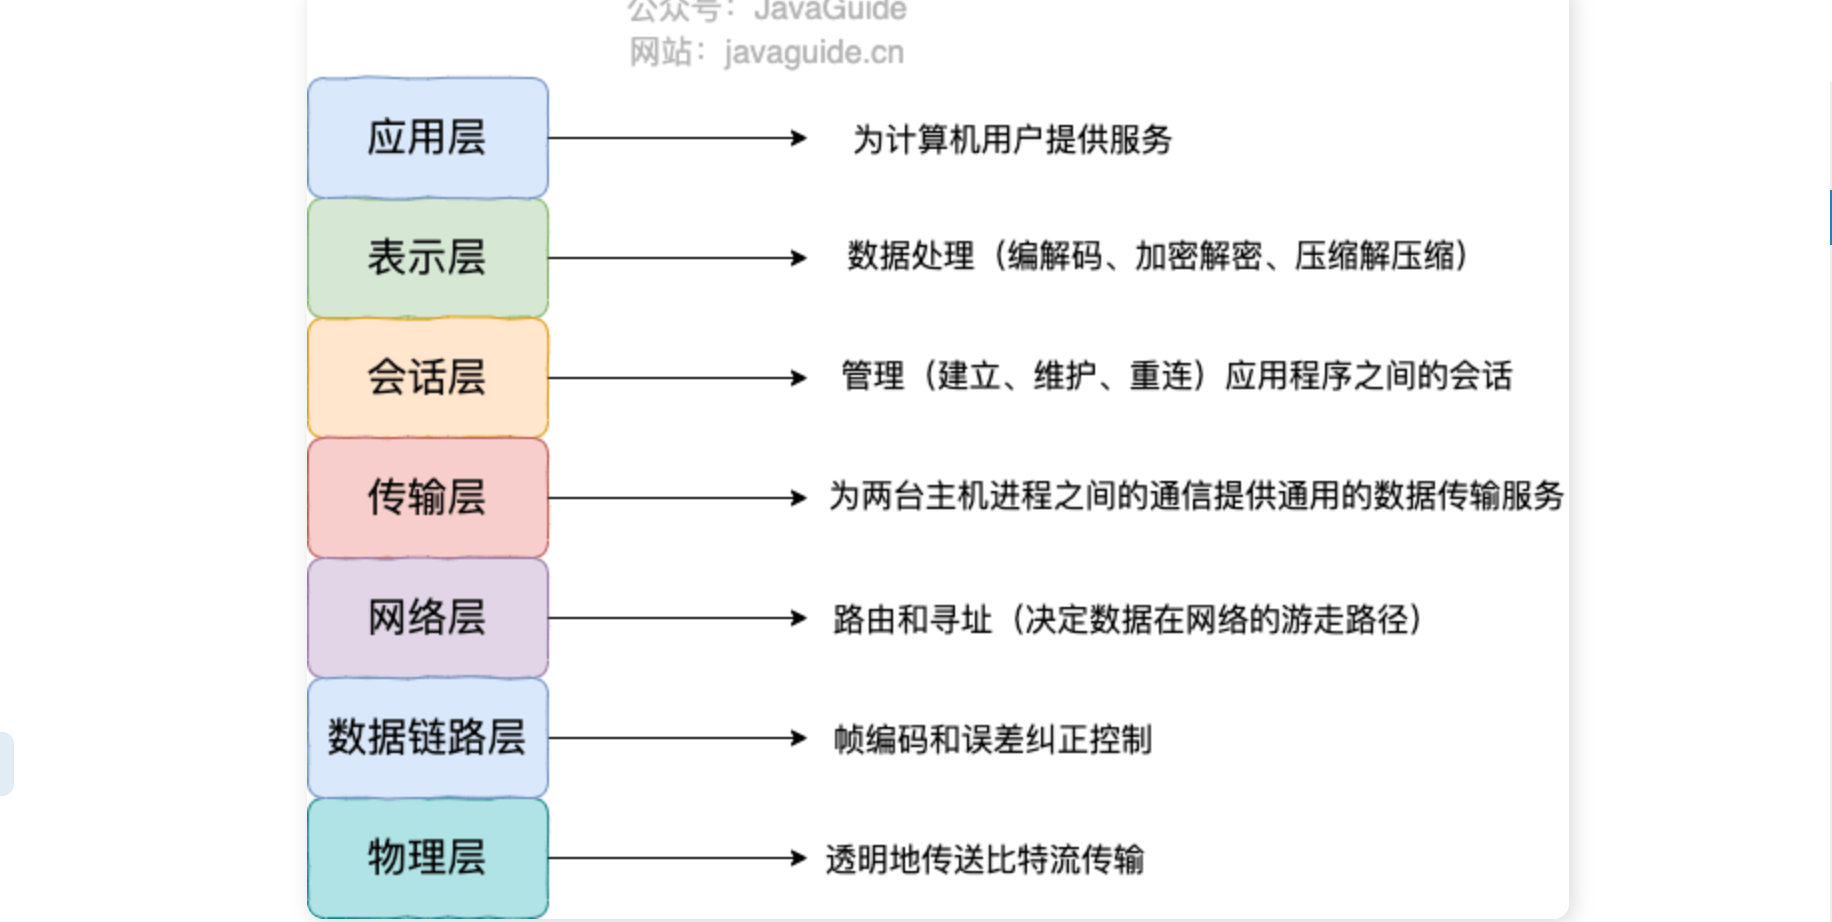 公众号：JavaGuide
网站：javaguide.cn
应用层
为计算机用户提供服务
表示层
数据处理（编解码、加密解密、压缩解压缩）
会话层
管理（建立、维护、重连）应用程序之间的会话
传输层
为两台主机进程之间的通信提供通用的数据传输服务
网络层
路由和寻址（决定数据在网络的游走路径）
数据链路层
帧编码和误差纠正控制
物理层
透明地传送比特流传输